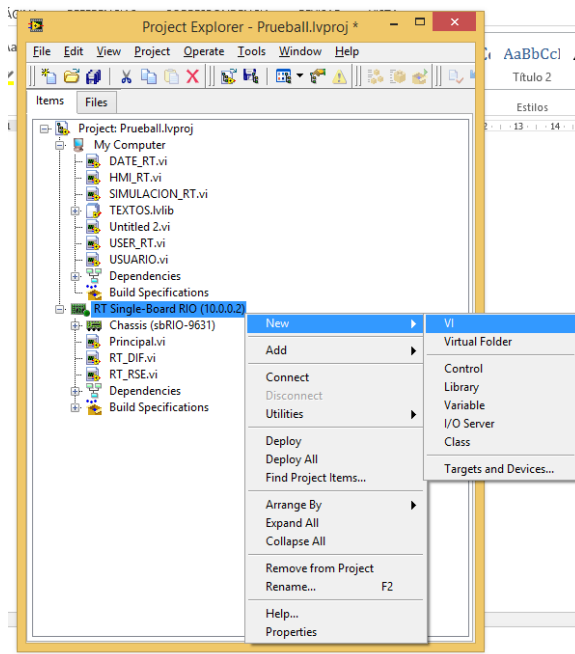 Project Explorer - Prueball.lvproj *
File Edit View Project Operate Tools Window Help
AaBbCcl
Título 2
Estilos
Items Files
2 · 13 · 14 ·
Project: Prueball.lvproj
My Computer
DATE_RT.vi
HMI_RT.vi
SIMULACION_RT.vi
TEXTOS.lvlib
Untitled 2.vi
USER_RT.vi
USUARIO.vi
Dependencies
Build Specifications
RT Single-Board RIO (10.0.0.2)
Chassis (sbRIO-9631)
Principal.vi
RT_DIF.vi
RT_RSE.vi
Dependencies
Build Specifications
New
Add
Connect
Disconnect
Utilities
Deploy
Deploy All
Find Project Items...
Arrange By
Expand All
Collapse All
Remove from Project
Rename... F2
Help...
Properties
VI
Virtual Folder
Control
Library
Variable
I/O Server
Class
Targets and Devices...